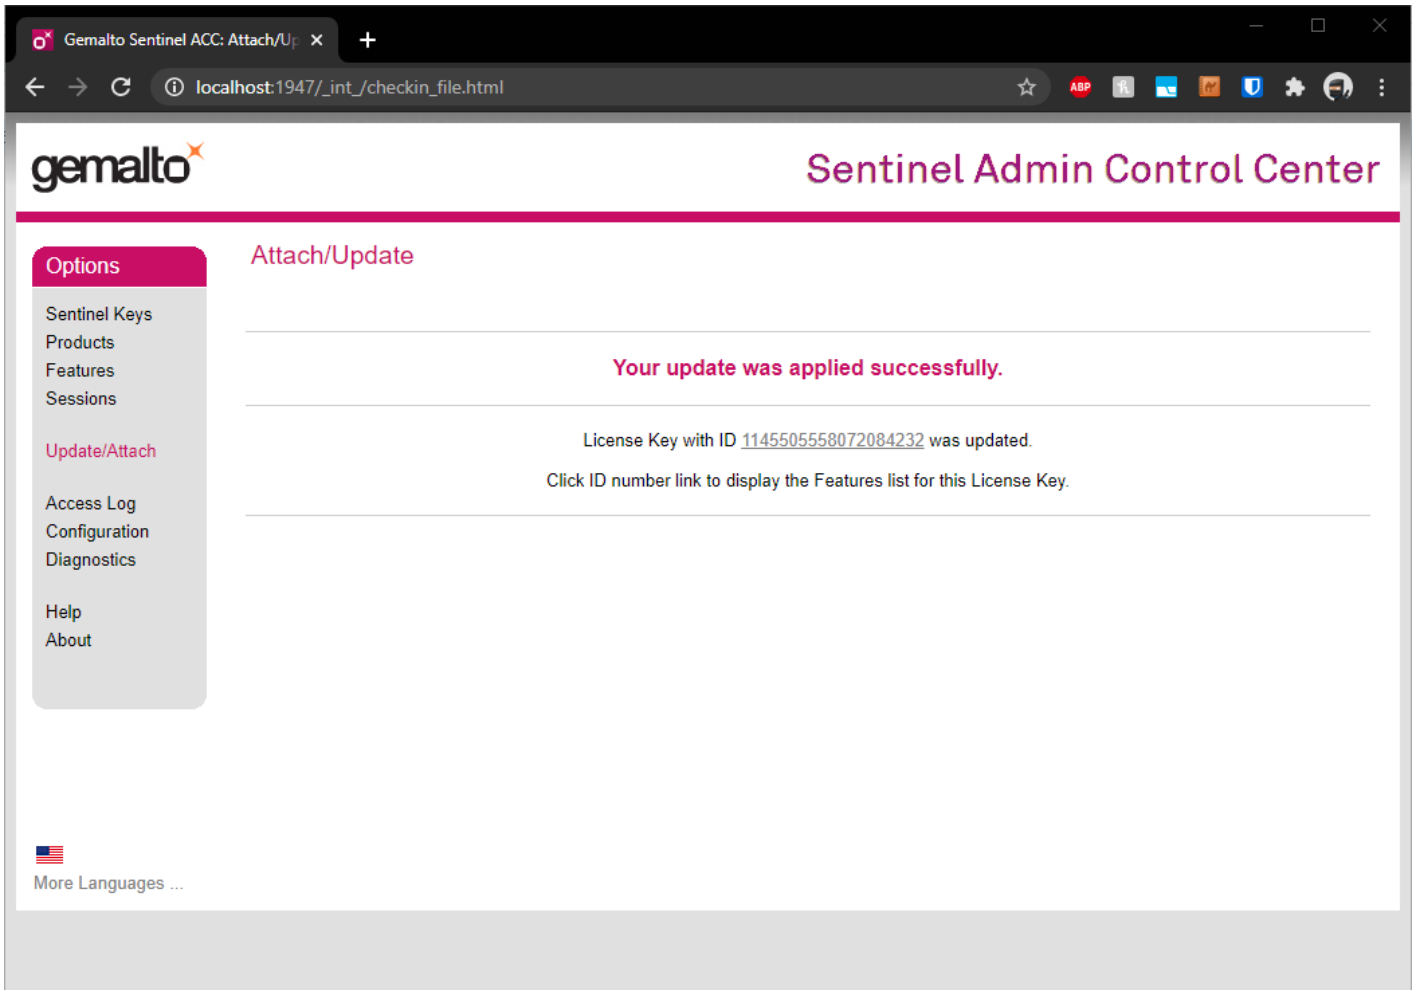 Gemalto Sentinel ACC: Attach/Up
localhost:1947/_int_/checkin_file.html
ABP
gemalto
Sentinel Admin Control Center
Options
Attach/Update
Sentinel Keys
Products
Features
Sessions
Update/Attach
Access Log
Configuration
Diagnostics
Help
About
Your update was applied successfully.
License Key with ID 1145505558072084232 was updated.
Click ID number link to display the Features list for this License Key.
More Languages ...